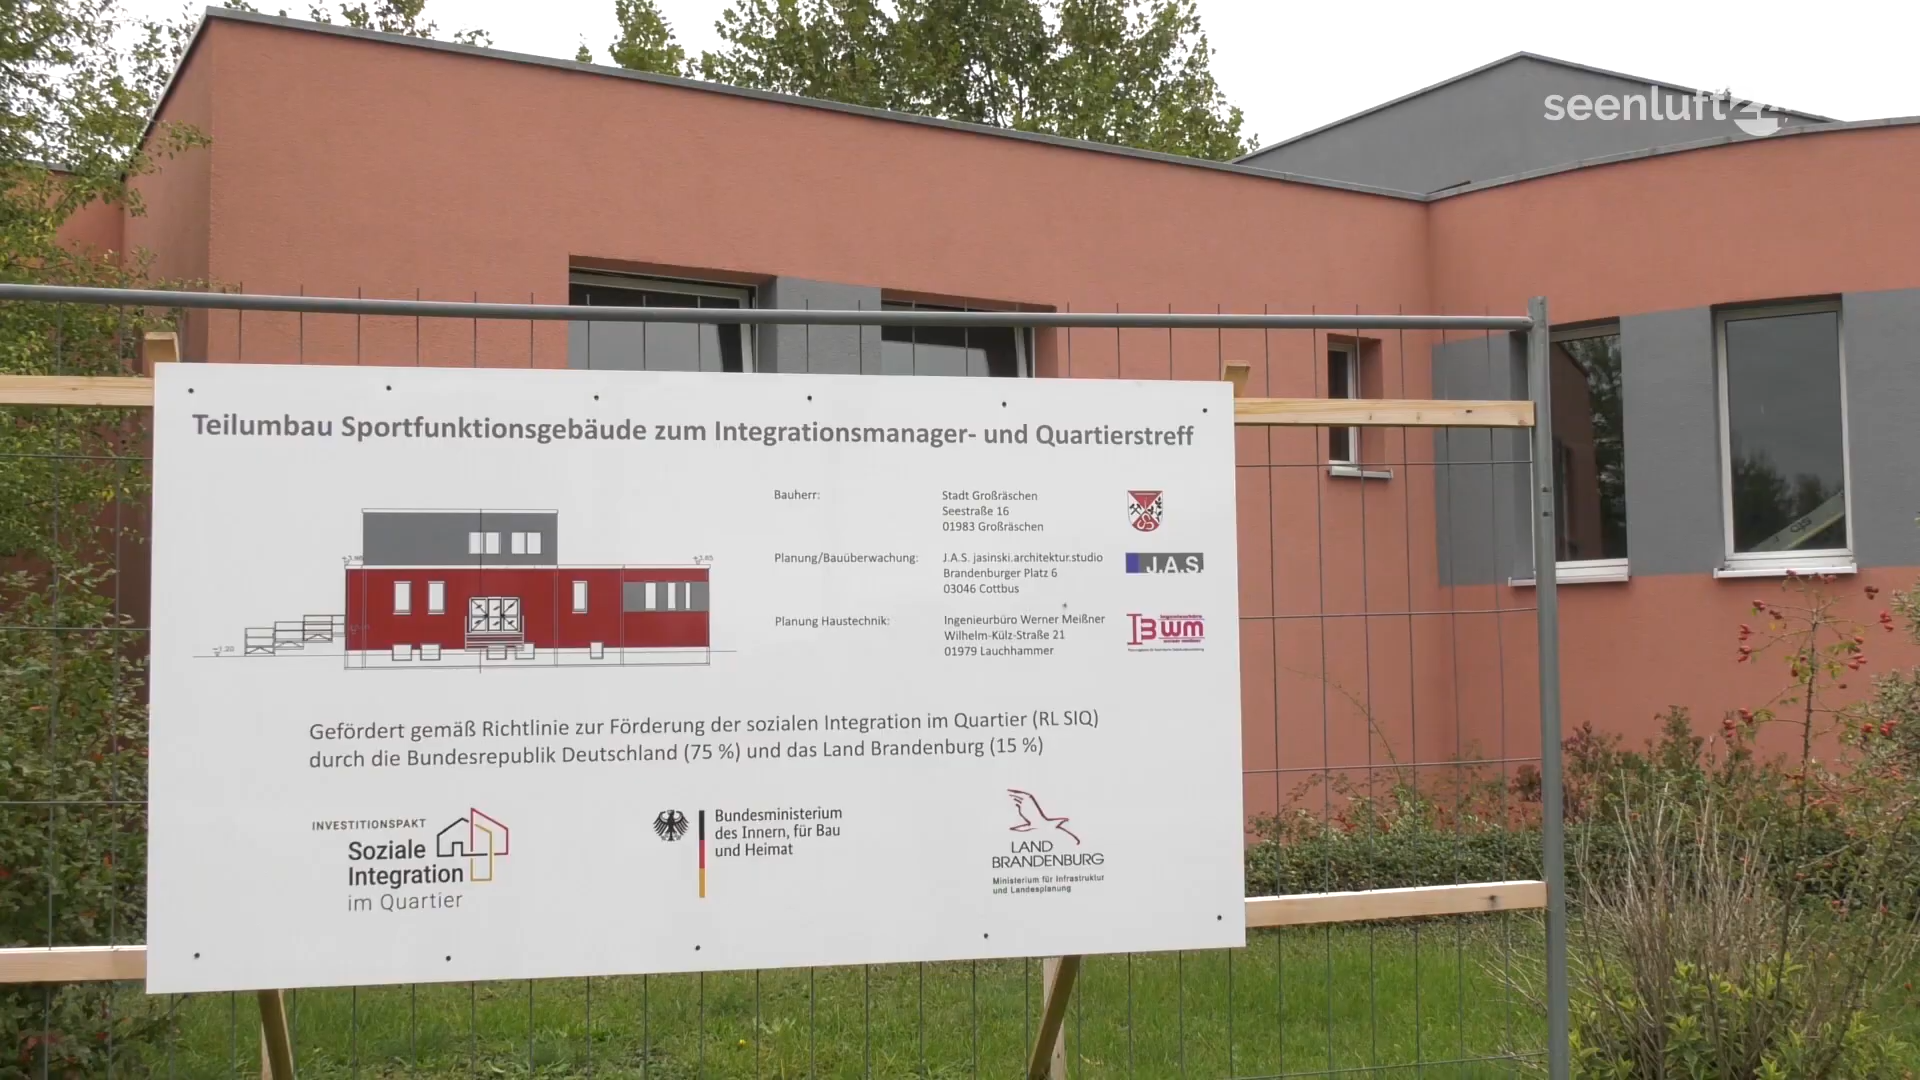 seenluft24
Teilumbau Sportfunktionsgebäude zum Integrationsmanager- und Quartierstreff
Bauherr:
Stadt Großräschen
Seestraße 16
01983 Großräschen
Planung/Bauüberwachung:
J.A.S. jasinski.architektur.studio
Brandenburger Platz 6
03046 Cottbus
J.A.S.
Planung Haustechnik:
Ingenieurbüro Werner Meißner
Wilhelm-Külz-Straße 21
01979 Lauchhammer
IBwm
Gefördert gemäß Richtlinie zur Förderung der sozialen Integration im Quartier (RL SIQ)
durch die Bundesrepublik Deutschland (75 %) und das Land Brandenburg (15 %)
INVESTITIONSPAKT
Soziale
Integration
im Quartier
Bundesministerium
des Innern, für Bau
und Heimat
LAND
BRANDENBURG
Ministerium für Infrastruktur
und Landesplanung